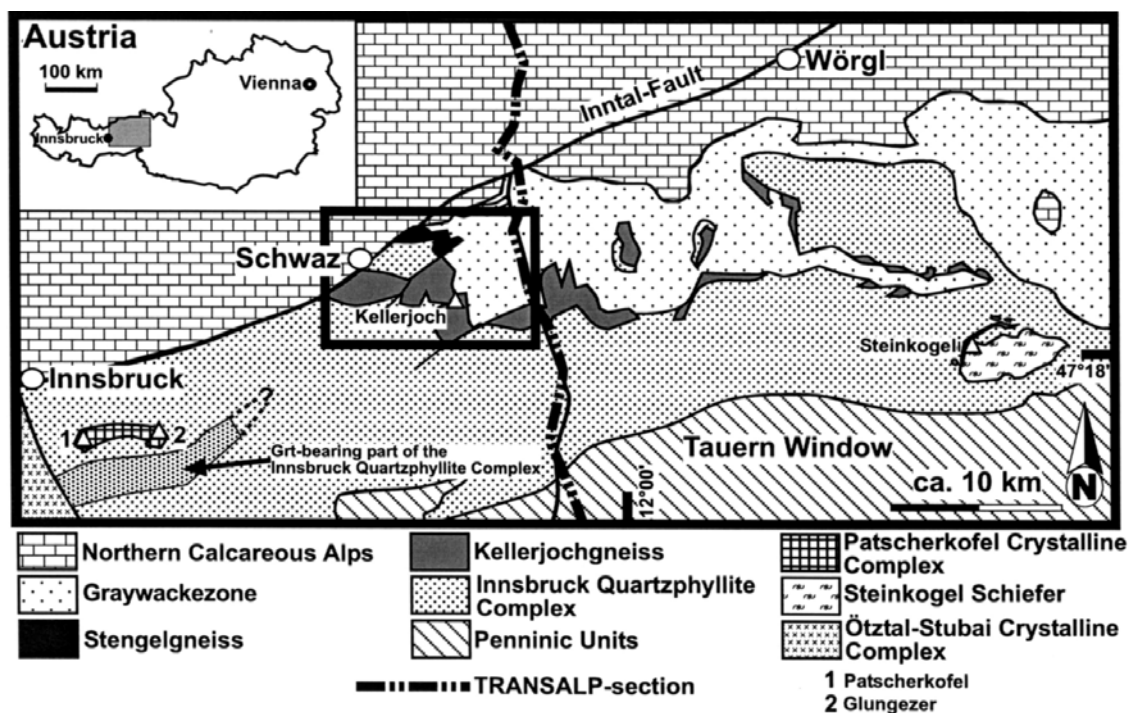 Austria
100 km
Vienna
Innsbruck
Wörgl
Inntal-Fault
Schwaz
Kellerjoch
Steinkogel
47°18'
Innsbruck
1
2
?
Grt-bearing part of the
Innsbruck Quartzphyllite Complex
Tauern Window
ca. 10 km
N
12°00'
Northern Calcareous Alps
Graywackezone
Stengelgneiss
Kellerjochgneiss
Innsbruck Quartzphyllite
Complex
Penninic Units
Patscherkofel Crystalline
Complex
Steinkogel Schiefer
Ötztal-Stubai Crystalline
Complex
TRANSALP-section
1 Patscherkofel
2 Glungezer